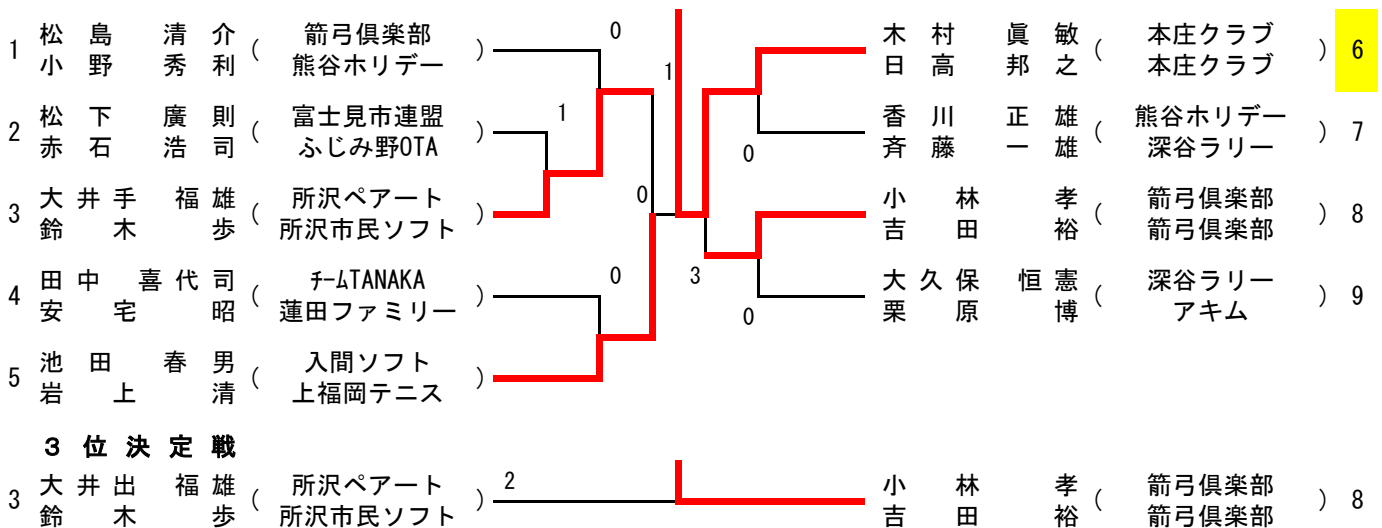 1 松島 清介 ( 箭弓倶楽部 )
小野 秀利 熊谷ホリデー
2 松下 廣則 ( 富士見市連盟 )
赤石 浩司 ふじみ野OTA
3 大井手 福雄 ( 所沢ペアート )
鈴木 歩 所沢市民ソフト
4 田中 喜代司 ( チームTANAKA )
安宅 昭 蓮田ファミリー
5 池田 春男 ( 入間ソフト )
岩上 清 上福岡テニス
0
1
0
0
1
木村 眞敏 ( 本庄クラブ ) 6
日高 邦之 本庄クラブ
香川 正雄 ( 熊谷ホリデー ) 7
斉藤 一雄 深谷ラリー
小林 孝 ( 箭弓倶楽部 ) 8
吉田 裕 箭弓倶楽部
大久保 恒憲 ( 深谷ラリー ) 9
栗原 博 アキム
0
3
0
3位決定戦
3 大井出 福雄 ( 所沢ペアート ) 2
鈴木 歩 所沢市民ソフト
小林 孝 ( 箭弓倶楽部 ) 8
吉田 裕 箭弓倶楽部